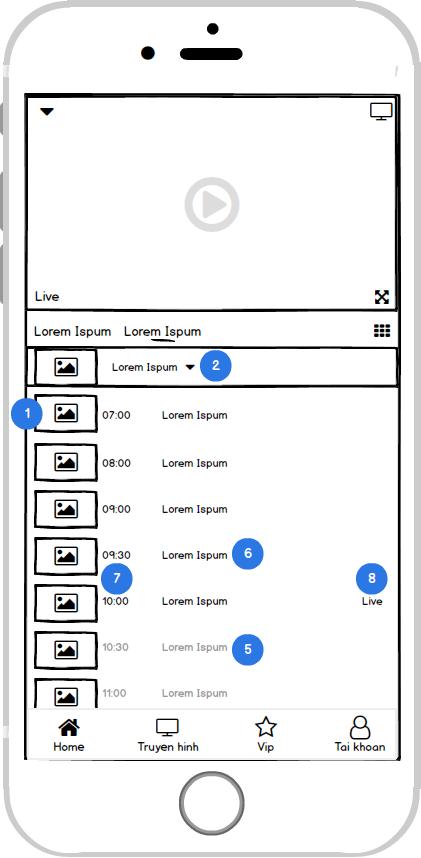 Live
Lorem Ispum Lorem Ispum
Lorem Ispum 2
1
07:00 Lorem Ispum
08:00 Lorem Ispum
09:00 Lorem Ispum
09:30 Lorem Ispum 6
7 8
10:00 Lorem Ispum Live
10:30 Lorem Ispum 5
11:00 Lorem Ispum
Home Truyen hinh Vip Tai khoan